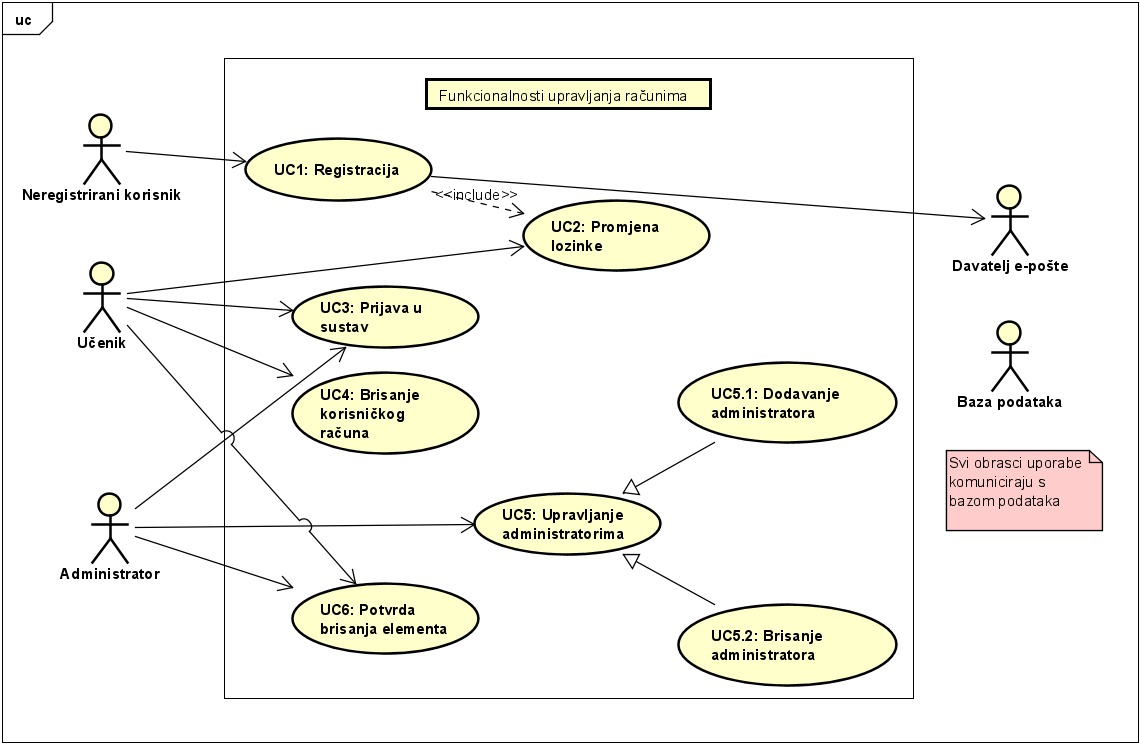 uc
Funkcionalnosti upravljanja računima
Neregistrirani korisnik
UC1: Registracija
<<include>>
UC2: Promjena
lozinke
Davatelj e-pošte
Učenik
UC3: Prijava u
sustav
Baza podataka
UC4: Brisanje
korisničkog
računa
UC5.1: Dodavanje
administratora
Svi obrasci uporabe
komuniciraju s
bazom podataka
Administrator
UC5: Upravljanje
administratorima
UC6: Potvrda
brisanja elementa
UC5.2: Brisanje
administratora